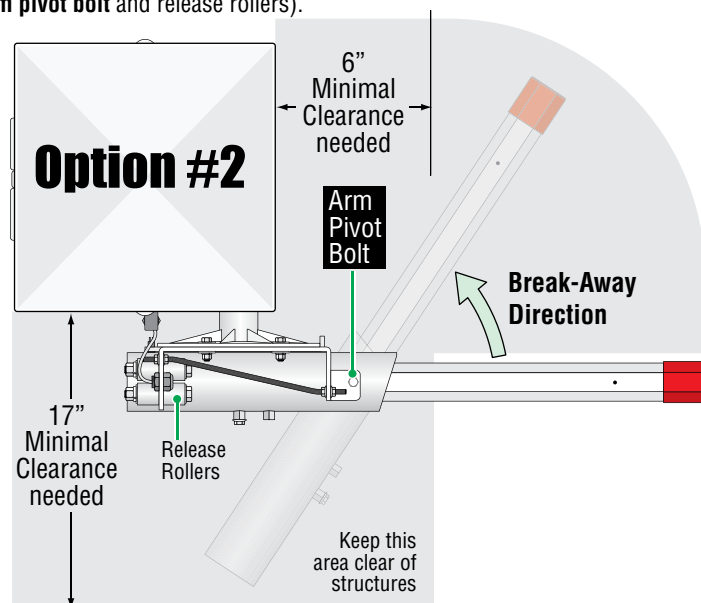 m pivot bolt and release rollers).
6”
Minimal
Clearance
needed
Option #2
Arm
Pivot
Bolt
Break-Away
Direction
17”
Minimal
Clearance
needed
Release
Rollers
Keep this
area clear of
structures